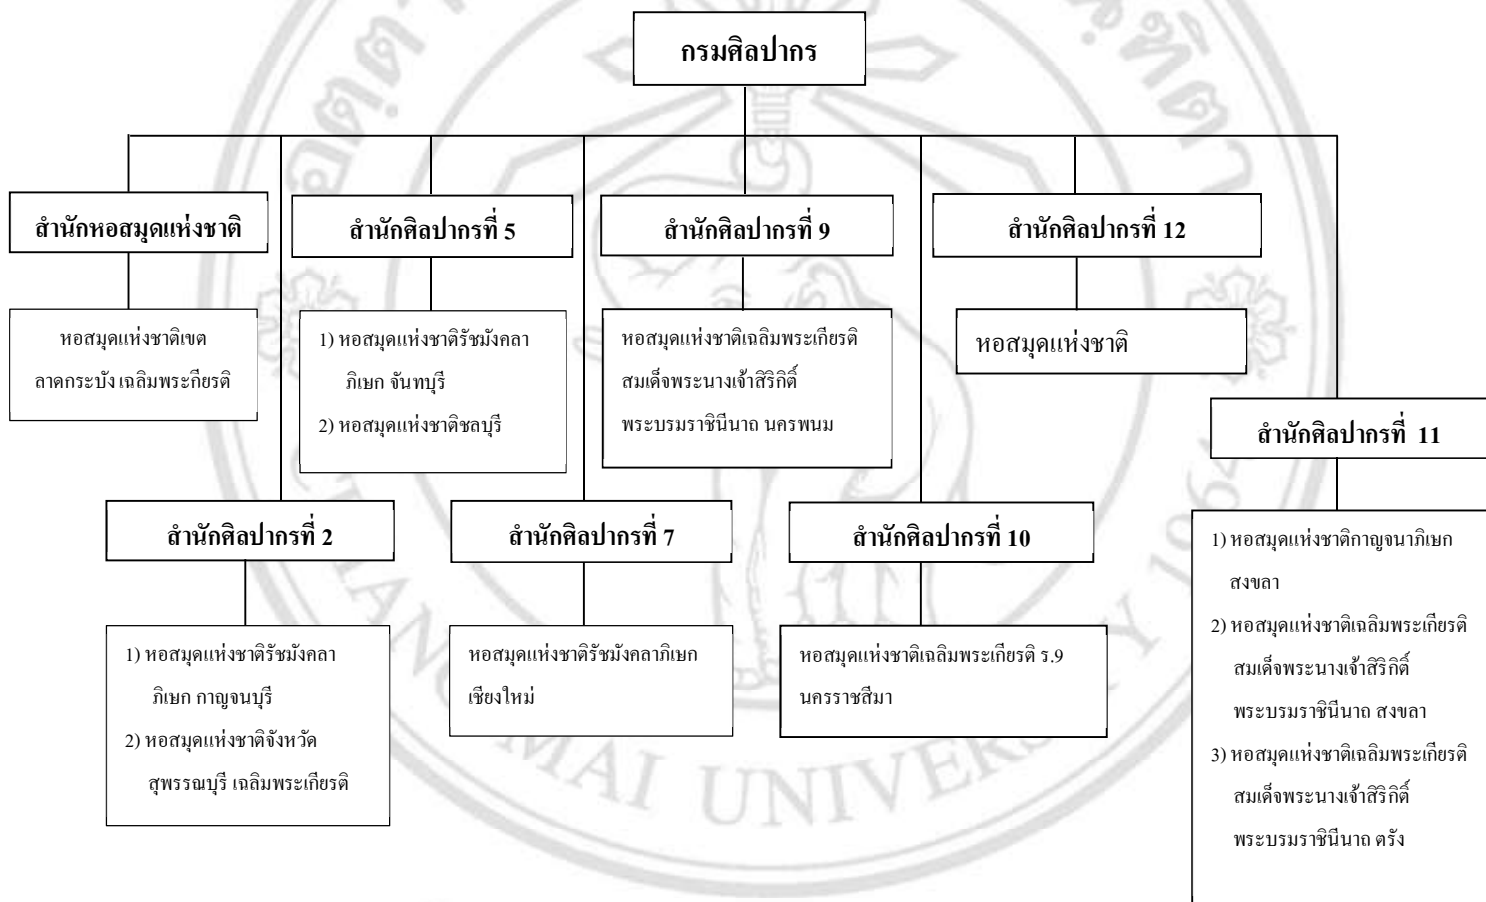 กรมศิลปากร
สำนักหอสมุดแห่งชาติ
หอสมุดแห่งชาติเขต
ลาดกระบัง เฉลิมพระเกียรติ
สำนักศิลปากรที่ 5
1) หอสมุดแห่งชาติรัชมังคลา
ภิเษก จันทบุรี
2) หอสมุดแห่งชาติชลบุรี
สำนักศิลปากรที่ 9
หอสมุดแห่งชาติเฉลิมพระเกียรติ
สมเด็จพระนางเจ้าสิริกิติ์
พระบรมราชินีนาถ นครพนม
สำนักศิลปากรที่ 12
หอสมุดแห่งชาติ
สำนักศิลปากรที่ 11
1) หอสมุดแห่งชาติกาญจนาภิเษก
สงขลา
2) หอสมุดแห่งชาติเฉลิมพระเกียรติ
สมเด็จพระนางเจ้าสิริกิติ์
พระบรมราชินีนาถ สงขลา
3) หอสมุดแห่งชาติเฉลิมพระเกียรติ
สมเด็จพระนางเจ้าสิริกิติ์
พระบรมราชินีนาถ ตรัง
สำนักศิลปากรที่ 2
1) หอสมุดแห่งชาติรัชมังคลา
ภิเษก กาญจนบุรี
2) หอสมุดแห่งชาติจังหวัด
สุพรรณบุรี เฉลิมพระเกียรติ
สำนักศิลปากรที่ 7
หอสมุดแห่งชาติรัชมังคลาภิเษก
เชียงใหม่
สำนักศิลปากรที่ 10
หอสมุดแห่งชาติเฉลิมพระเกียรติ ร.9
นครราชสีมา
CHIANG MAI UNIVERSITY 1964